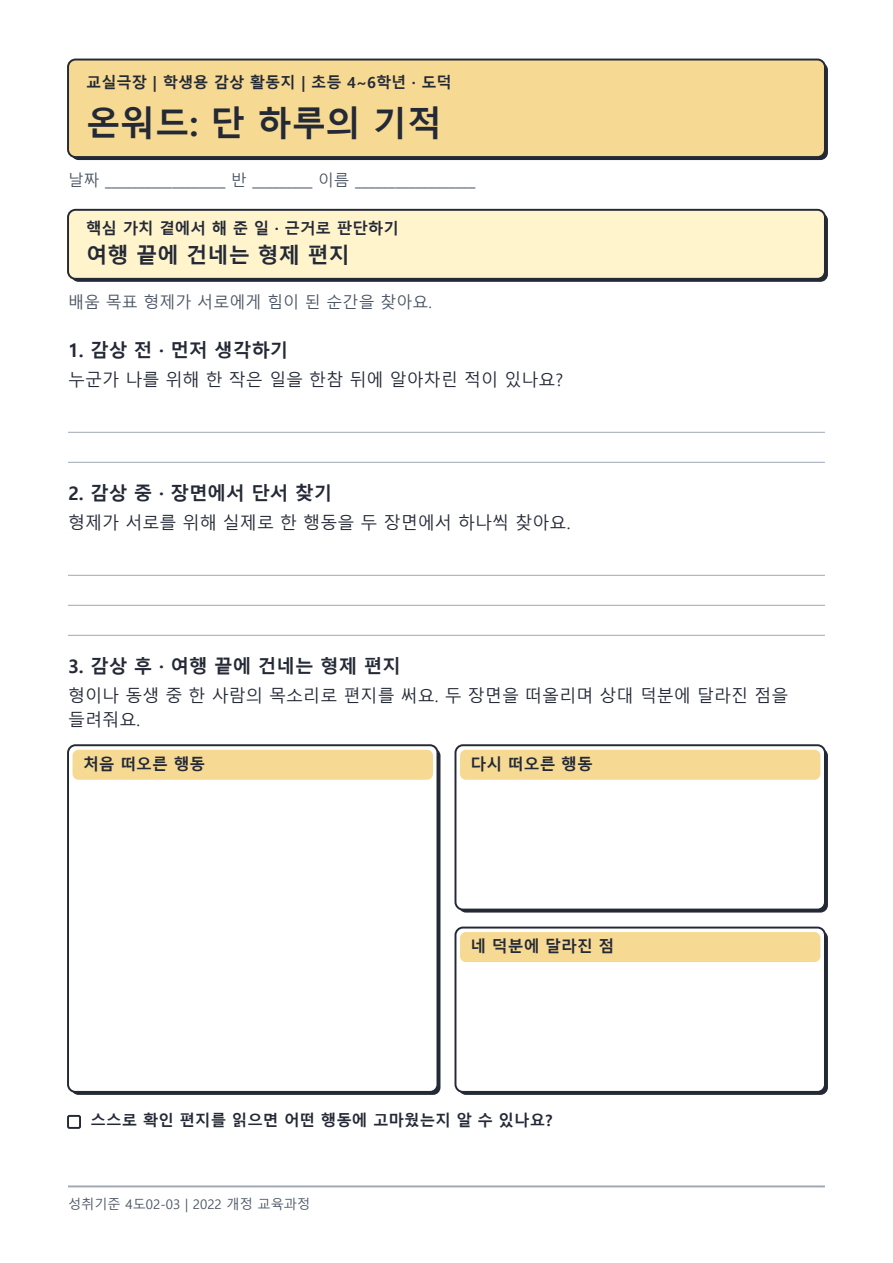 교실극장 | 학생용 감상 활동지 | 초등 4~6학년 · 도덕
온워드: 단 하루의 기적
날짜 _______________ 반 ________ 이름 _______________
핵심 가치 곁에서 해 준 일 · 근거로 판단하기
여행 끝에 건네는 형제 편지
배움 목표 형제가 서로에게 힘이 된 순간을 찾아요.
1. 감상 전 · 먼저 생각하기
누군가 나를 위해 한 작은 일을 한참 뒤에 알아차린 적이 있나요?
2. 감상 중 · 장면에서 단서 찾기
형제가 서로를 위해 실제로 한 행동을 두 장면에서 하나씩 찾아요.
3. 감상 후 · 여행 끝에 건네는 형제 편지
형이나 동생 중 한 사람의 목소리로 편지를 써요. 두 장면을 떠올리며 상대 덕분에 달라진 점을
들려줘요.
처음 떠오른 행동
다시 떠오른 행동
네 덕분에 달라진 점
스스로 확인 편지를 읽으면 어떤 행동에 고마웠는지 알 수 있나요?
성취기준 4도02-03 | 2022 개정 교육과정